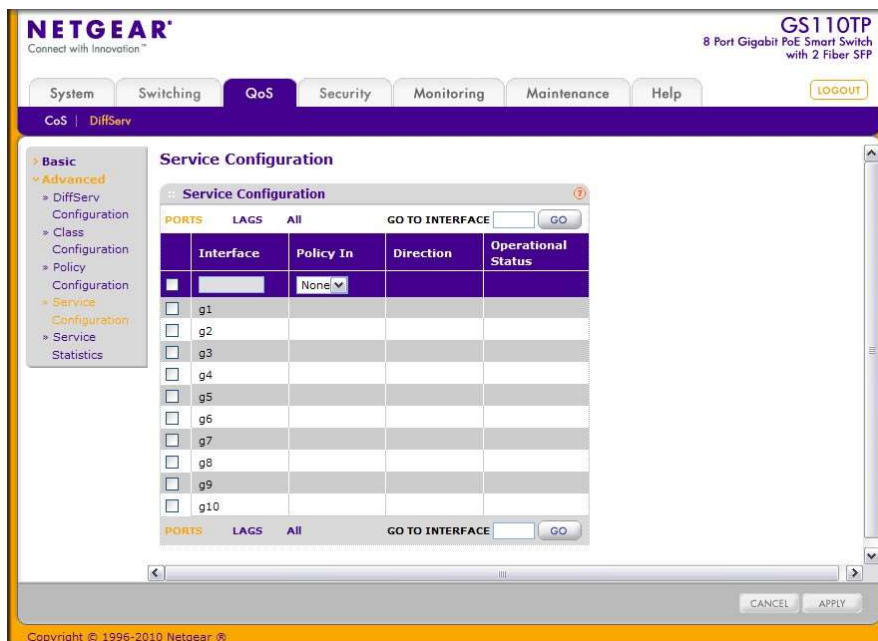 NETGEAR®
Connect with Innovation™
GS110TP
8 Port Gigabit PoE Smart Switch
with 2 Fiber SFP
System
Switching
QoS
Security
Monitoring
Maintenance
Help
LOGOUT
CoS | DiffServ
Basic
Advanced
» DiffServ
Configuration
» Class
Configuration
» Policy
Configuration
» Service
Configuration
» Service
Statistics
Service Configuration
Service Configuration
PORTS LAGS All GO TO INTERFACE GO
Interface Policy In Direction Operational
Status
None
g1
g2
g3
g4
g5
g6
g7
g8
g9
g10
PORTS LAGS All GO TO INTERFACE GO
CANCEL APPLY
Copyright © 1996-2010 Netgear ®